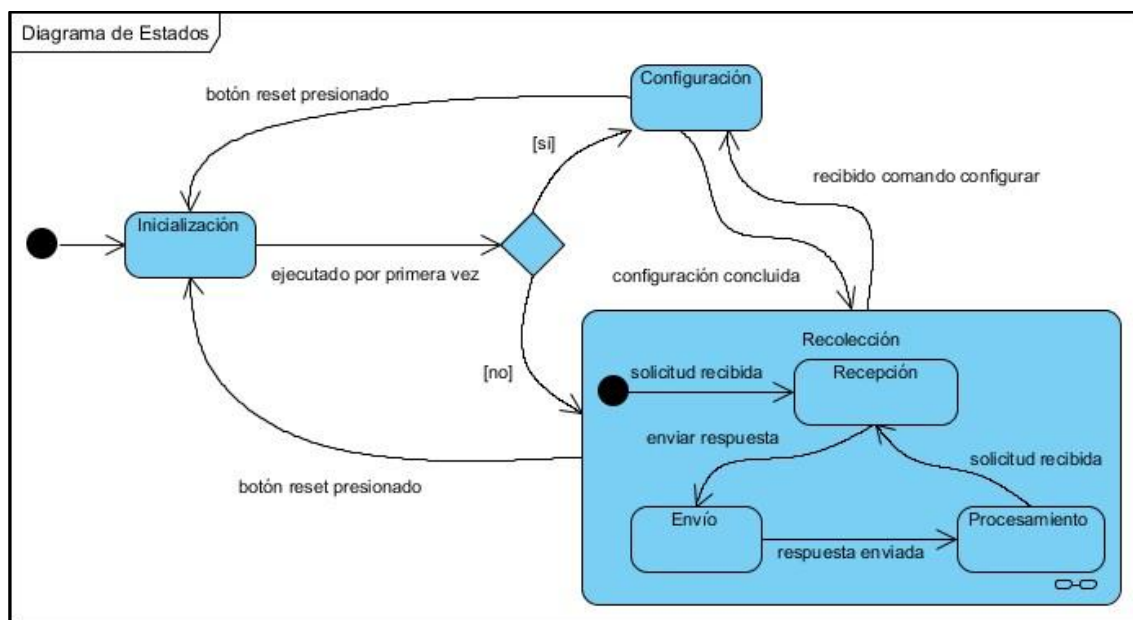 Diagrama de Estados
Configuración
botón reset presionado
[si]
recibido comando configurar
Inicialización
ejecutado por primera vez
configuración concluida
Recolección
[no]
solicitud recibida
Recepción
enviar respuesta
solicitud recibida
botón reset presionado
Envío
Procesamiento
respuesta enviada